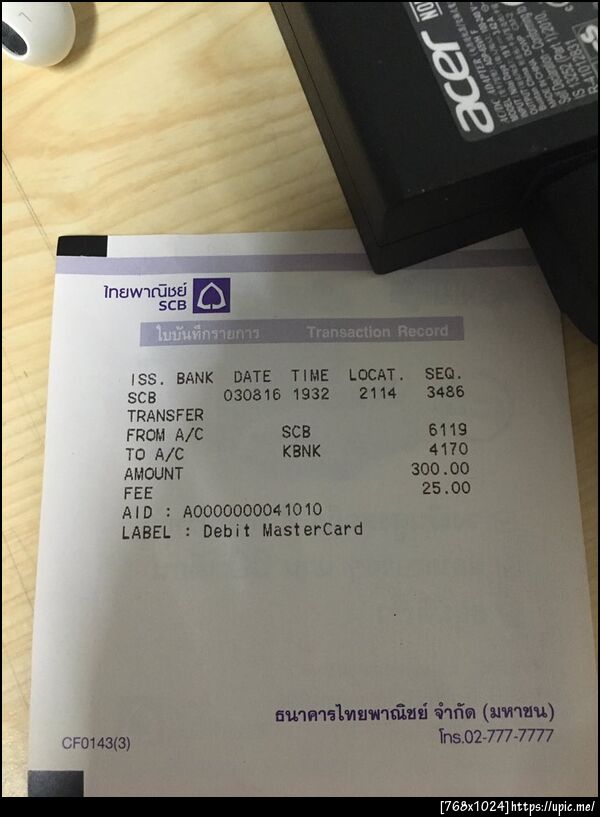 acer
ไทยพาณิชย์
SCB
ใบบันทึกรายการ Transaction Record
ISS. BANK DATE TIME LOCAT. SEQ.
SCB 030816 1932 2114 3486
TRANSFER
FROM A/C SCB 6119
TO A/C KBNK 4170
AMOUNT 300.00
FEE 25.00
AID : A0000000041010
LABEL : Debit MasterCard
ธนาคารไทยพาณิชย์ จำกัด (มหาชน)
CF0143(3) โทร.02-777-7777
[768x1024]https://upic.me/